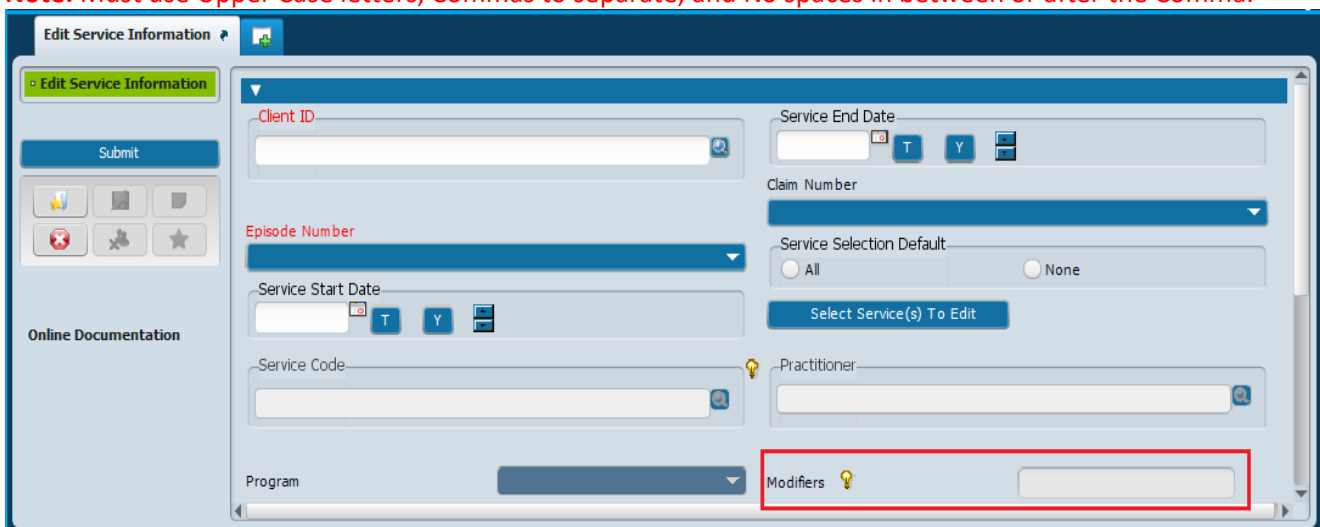 Note: Must use Upper Case letters, Commas to separate, and No spaces in between or after the Comma.
Edit Service Information
Edit Service Information
Submit
Online Documentation
Client ID
Episode Number
Service Start Date
T Y
Service Code
Program
Service End Date
T Y
Claim Number
Service Selection Default
All None
Select Service(s) To Edit
Practitioner
Modifiers